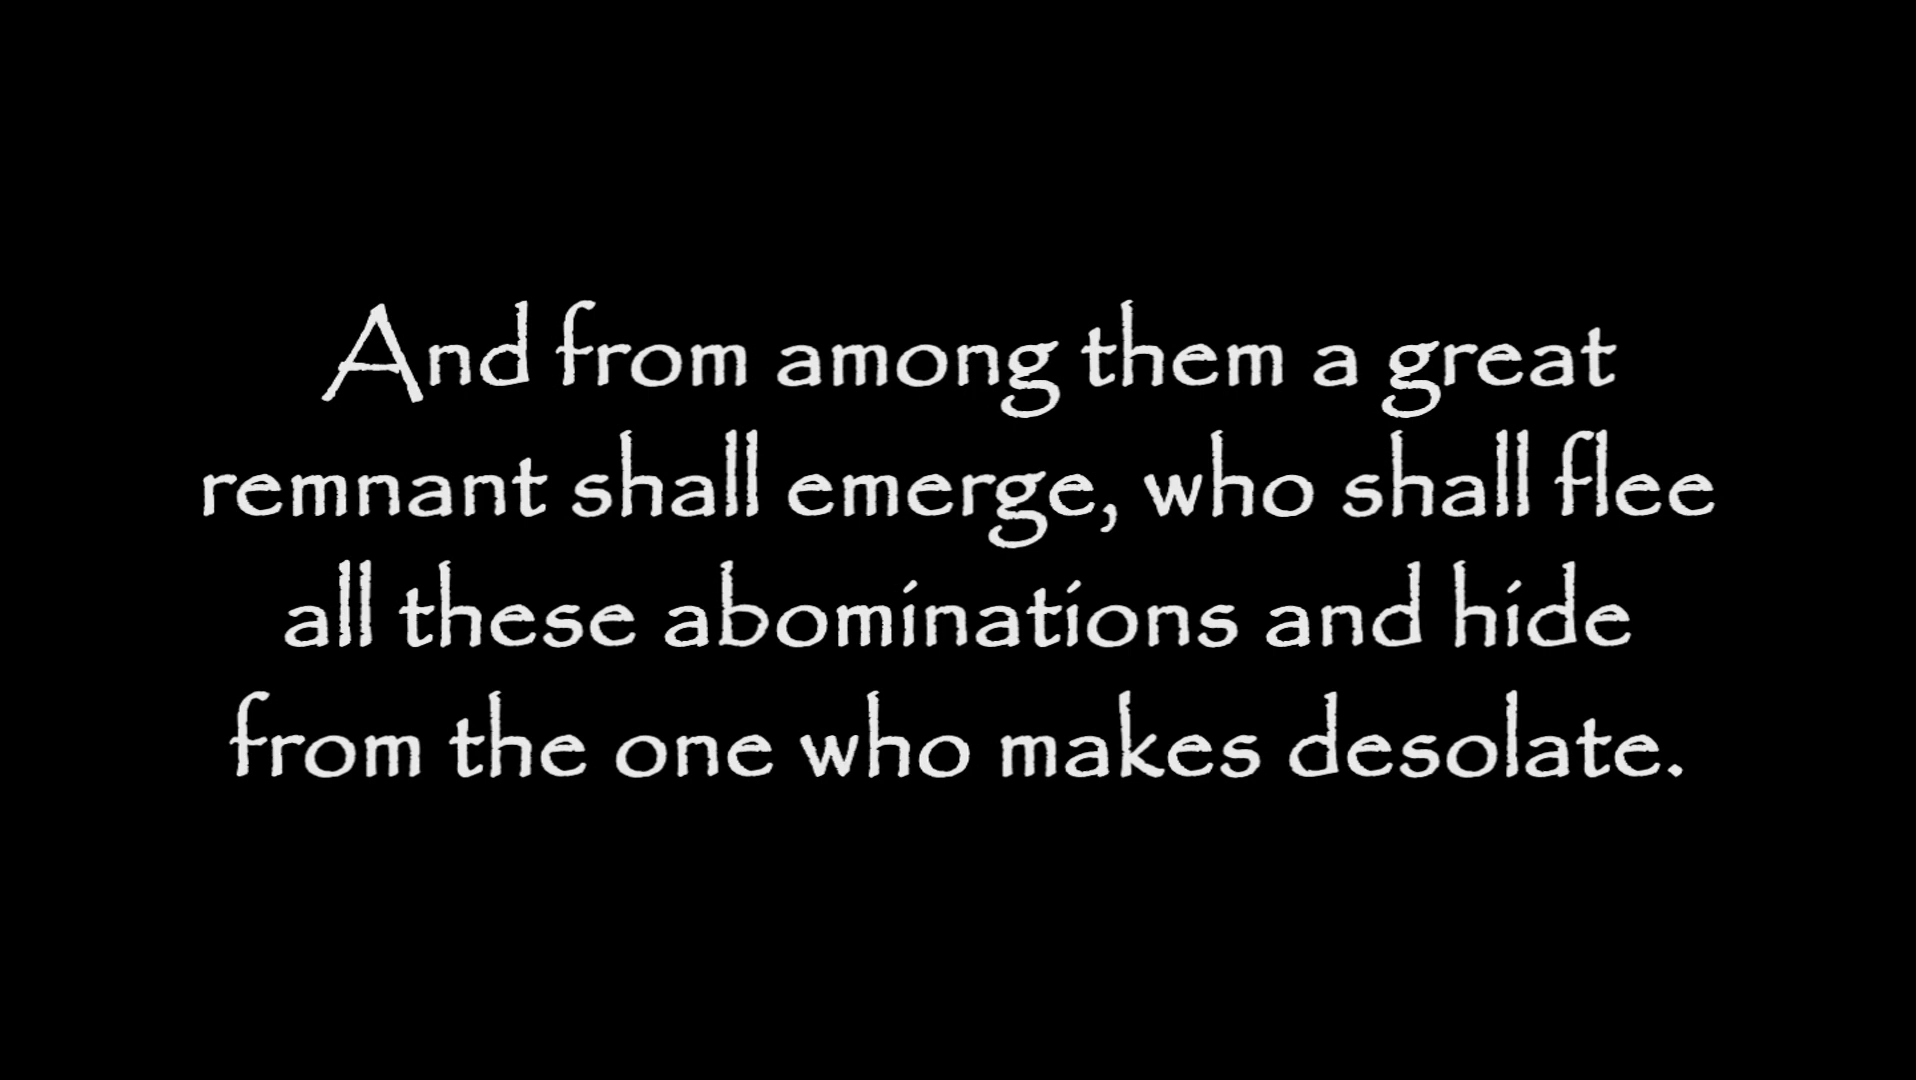 And from among them a great
remnant shall emerge, who shall flee
all these abominations and hide
from the one who makes desolate.